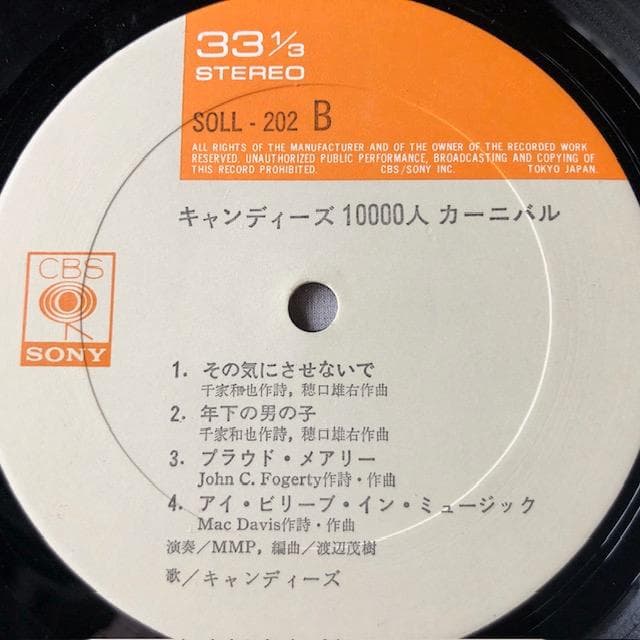 33 1/3
STEREO
SOLL - 202 B
ALL RIGHTS OF THE MANUFACTURER AND OF THE OWNER OF THE RECORDED WORK
RESERVED. UNAUTHORIZED PUBLIC PERFORMANCE, BROADCASTING AND COPYING OF
THIS RECORD PROHIBITED. CBS/SONY INC. TOKYO JAPAN.
キャンディーズ 10000人 カーニバル
CBS
SONY
1. その気にさせないで
千家和也作詩, 穂口雄右作曲
2. 年下の男の子
千家和也作詩, 穂口雄右作曲
3. プラウド・メアリー
John C. Fogerty作詩・作曲
4. アイ・ビリーブ・イン・ミュージック
Mac Davis作詩・作曲
演奏/MMP, 編曲/渡辺茂樹
歌/キャンディーズ